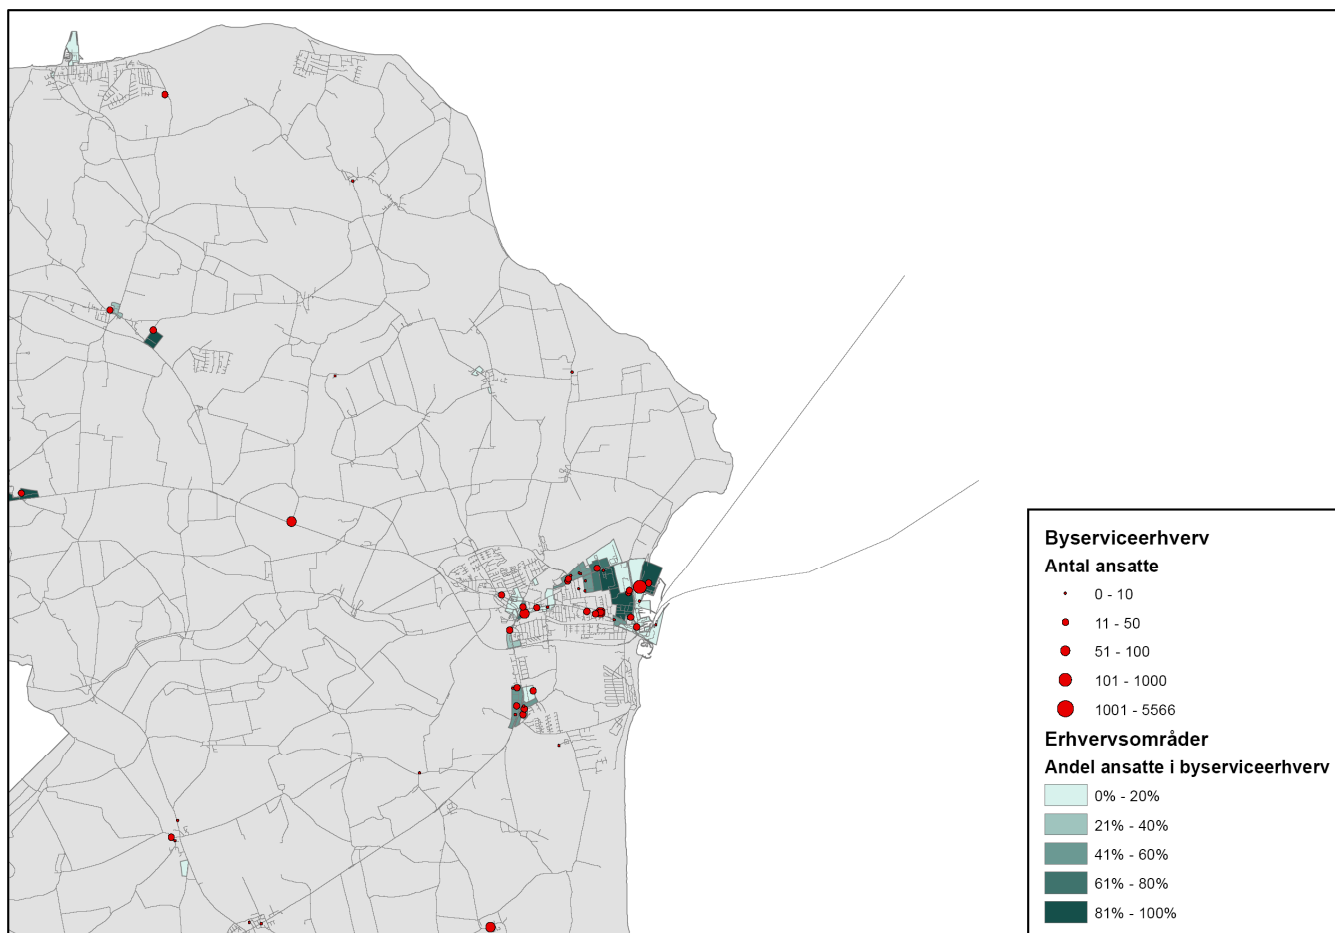 Byserviceerhverv
Antal ansatte
0 - 10
11 - 50
51 - 100
101 - 1000
1001 - 5566
Erhvervsområder
Andel ansatte i byserviceerhverv
0% - 20%
21% - 40%
41% - 60%
61% - 80%
81% - 100%